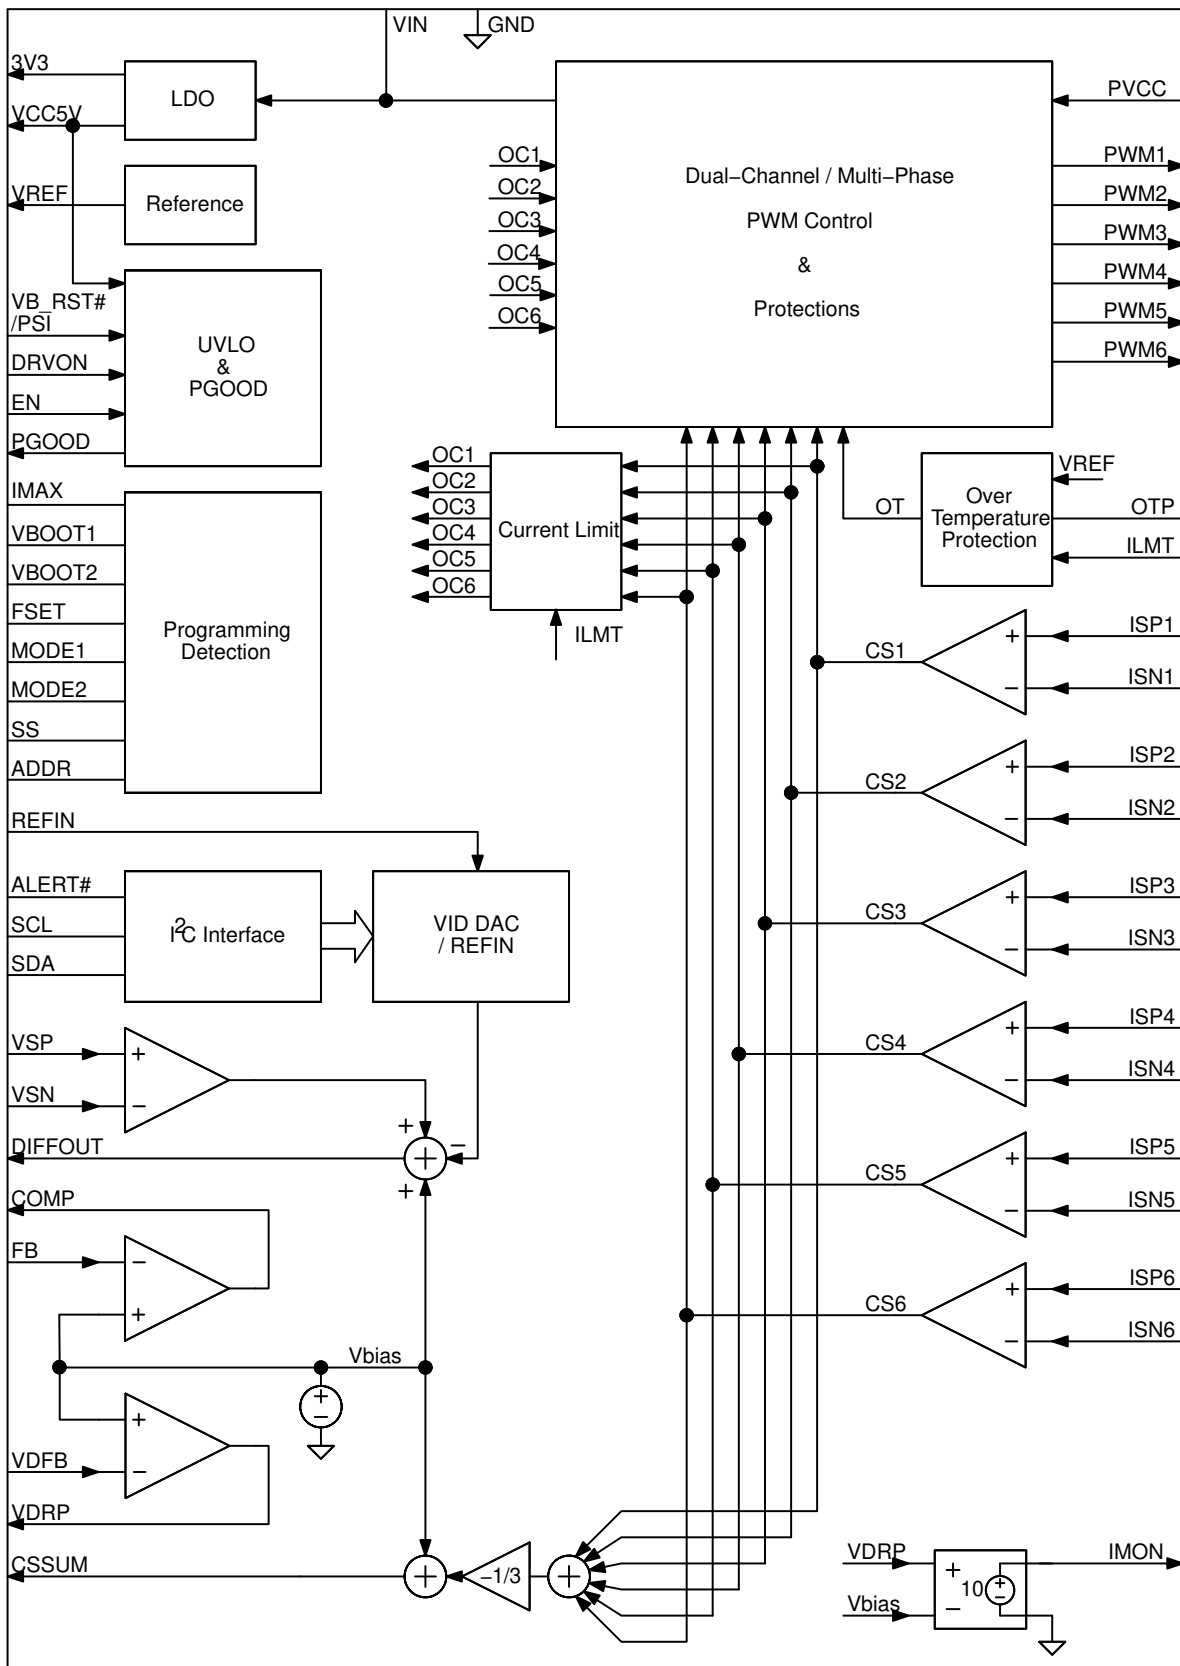 VIN
GND
3V3
LDO
VCC5V
VREF
Reference
VB_RST#
/PSI
DRVON
EN
PGOOD
UVLO
&
PGOOD
OC1
OC2
OC3
OC4
OC5
OC6
Dual-Channel / Multi-Phase
PWM Control
&
Protections
PVCC
PWM1
PWM2
PWM3
PWM4
PWM5
PWM6
IMAX
VBOOT1
VBOOT2
FSET
MODE1
MODE2
SS
ADDR
Programming
Detection
OC1
OC2
OC3
OC4
OC5
OC6
Current Limit
ILMT
OT
Over
Temperature
Protection
VREF
OTP
ILMT
CS1
+
−
ISP1
ISN1
CS2
+
−
ISP2
ISN2
CS3
+
−
ISP3
ISN3
CS4
+
−
ISP4
ISN4
CS5
+
−
ISP5
ISN5
CS6
+
−
ISP6
ISN6
REFIN
ALERT#
SCL
SDA
I²C Interface
VID DAC
/ REFIN
VSP
VSN
+
−
DIFFOUT
+
−
+
+
COMP
FB
−
+
Vbias
+
−
VDFB
+
−
VDRP
CSSUM
+
−1/3
+
VDRP
Vbias
+
−
10
+
−
IMON